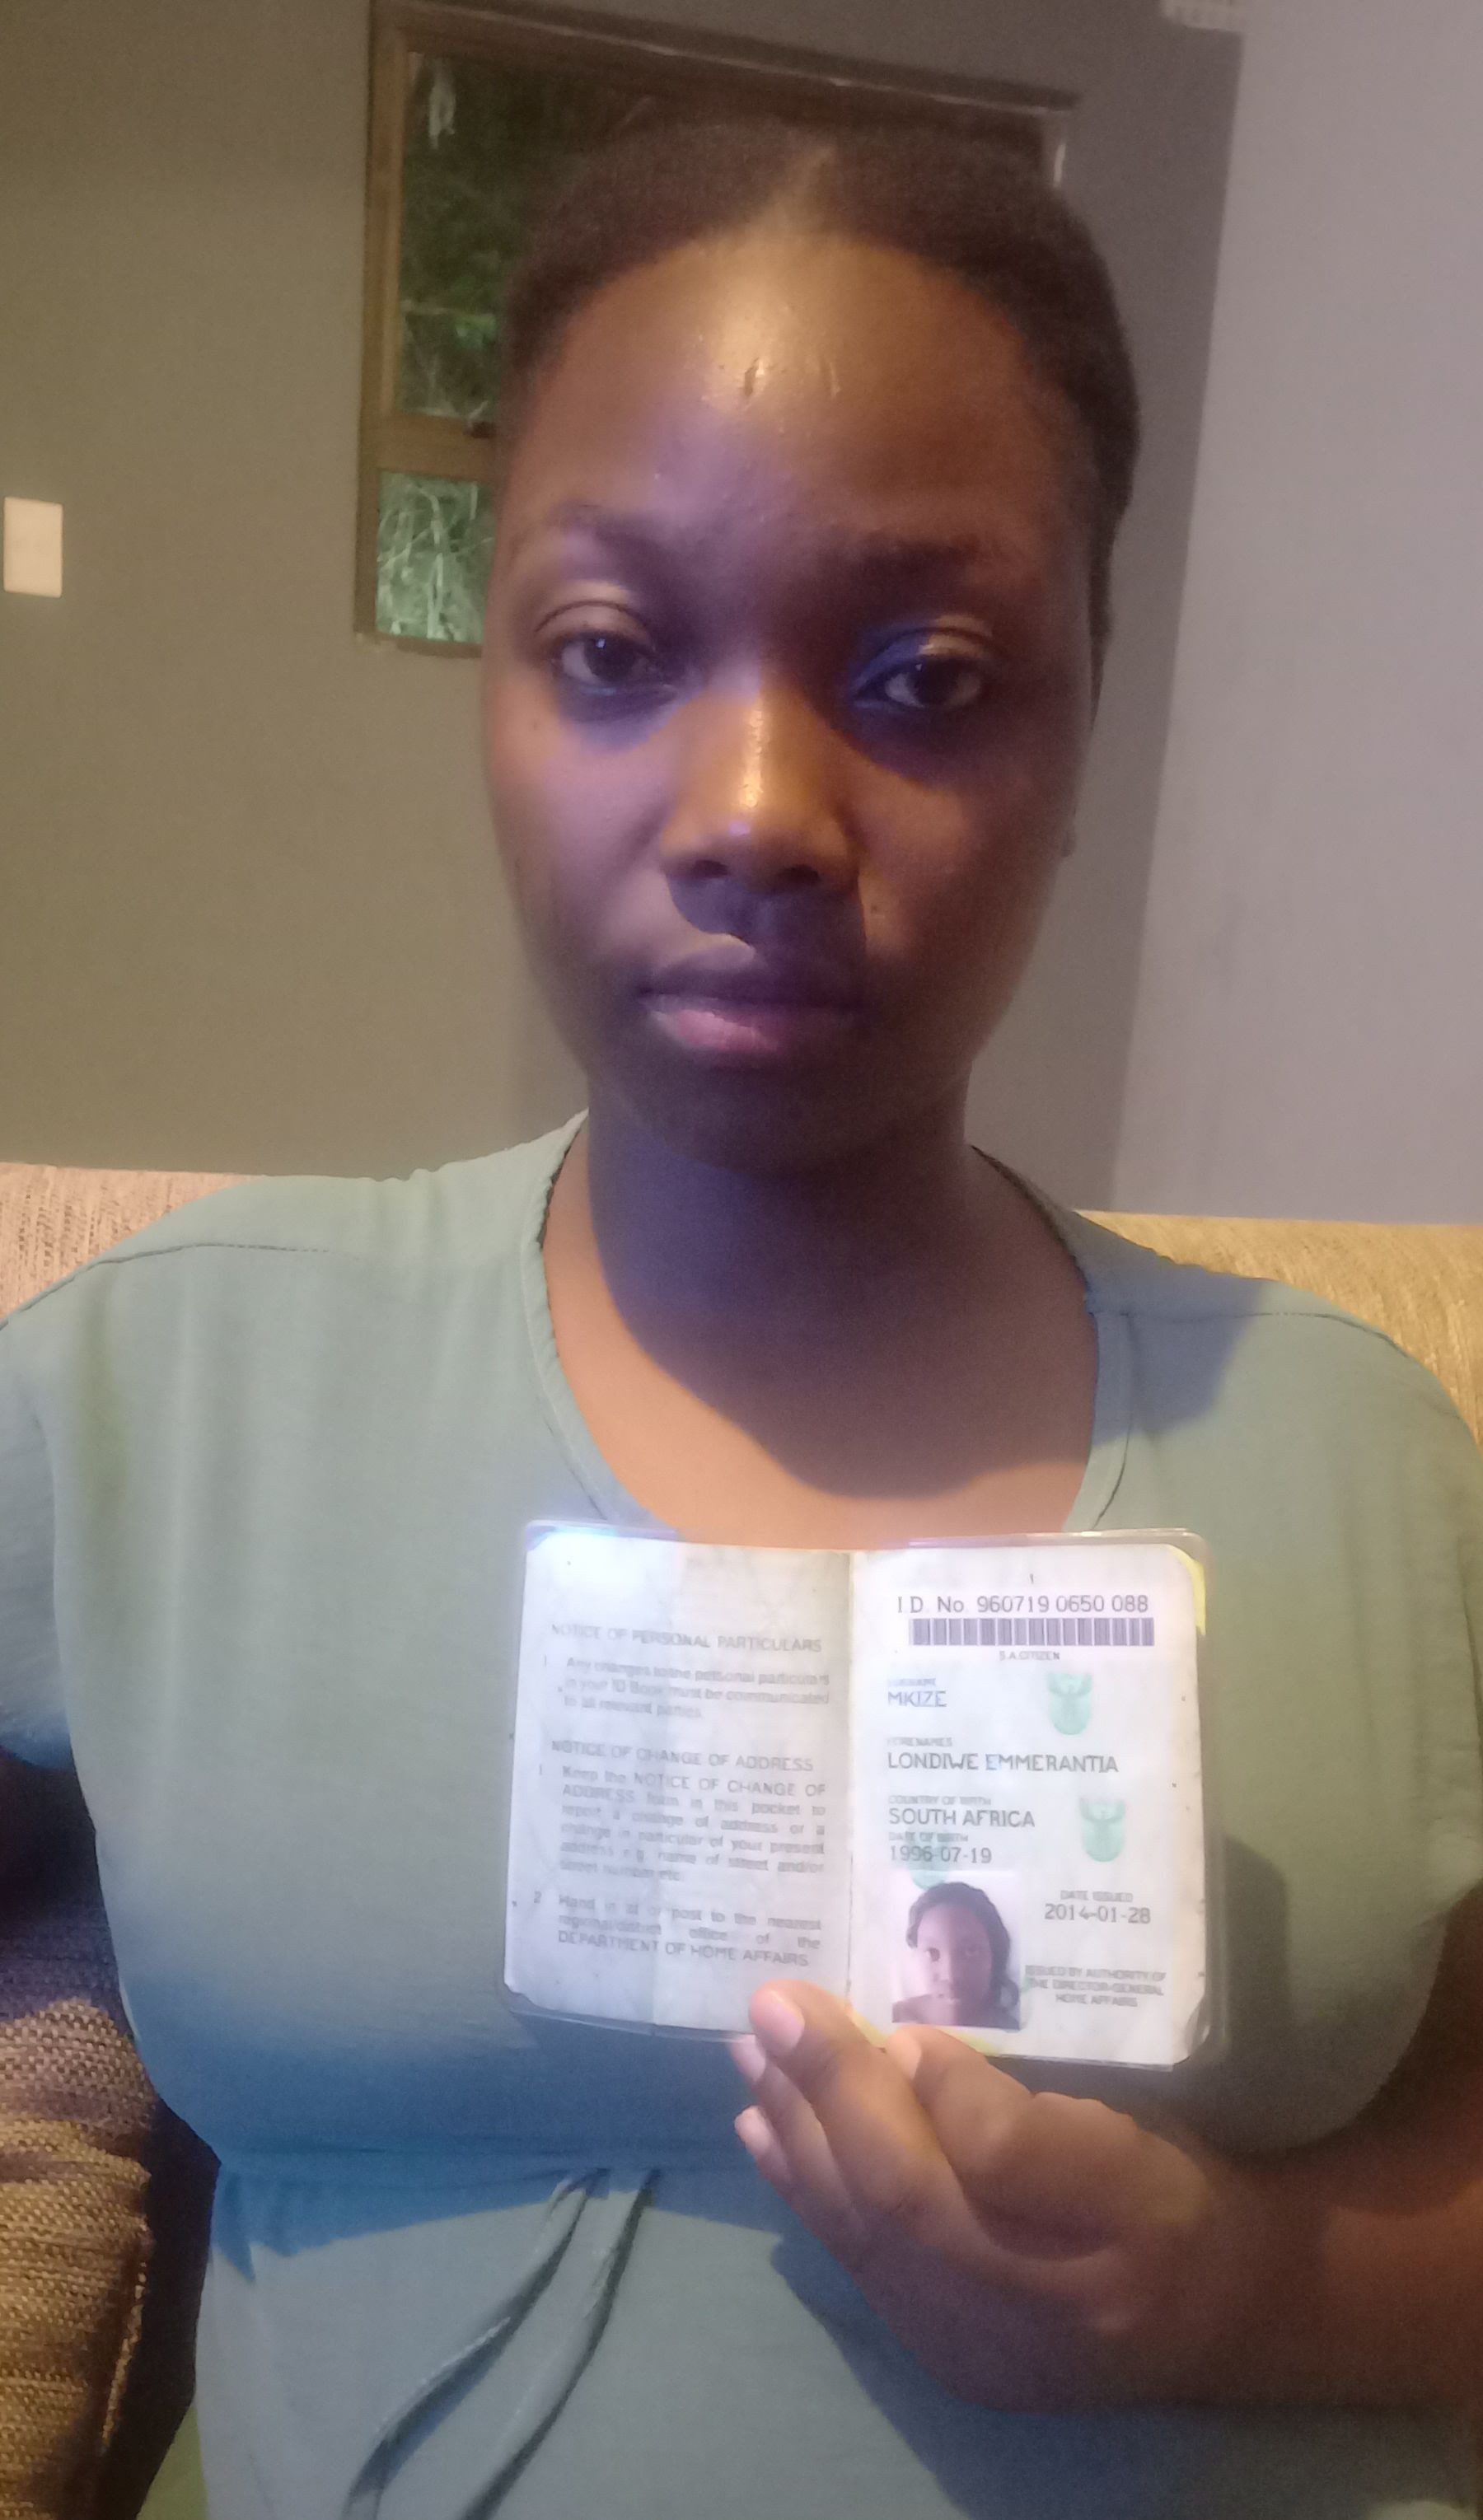 NOTICE OF PERSONAL PARTICULARS
1 Any changes to the personal particulars
in your ID Book must be communicated
to all relevant parties.
NOTICE OF CHANGE OF ADDRESS
1 Keep the NOTICE OF CHANGE OF
ADDRESS form in this pocket to
report a change of address or a
change in particular of your present
address e.g. name of street and/or
street number etc.
2 Hand in at or post to the nearest
regional/district office of the
DEPARTMENT OF HOME AFFAIRS
1
I.D. No. 960719 0650 088
S.A.CITIZEN
SURNAME
MKIZE
FORENAMES
LONDIWE EMMERANTIA
COUNTRY OF BIRTH
SOUTH AFRICA
DATE OF BIRTH
1996-07-19
DATE ISSUED
2014-01-28
ISSUED BY AUTHORITY OF
THE DIRECTOR-GENERAL
HOME AFFAIRS